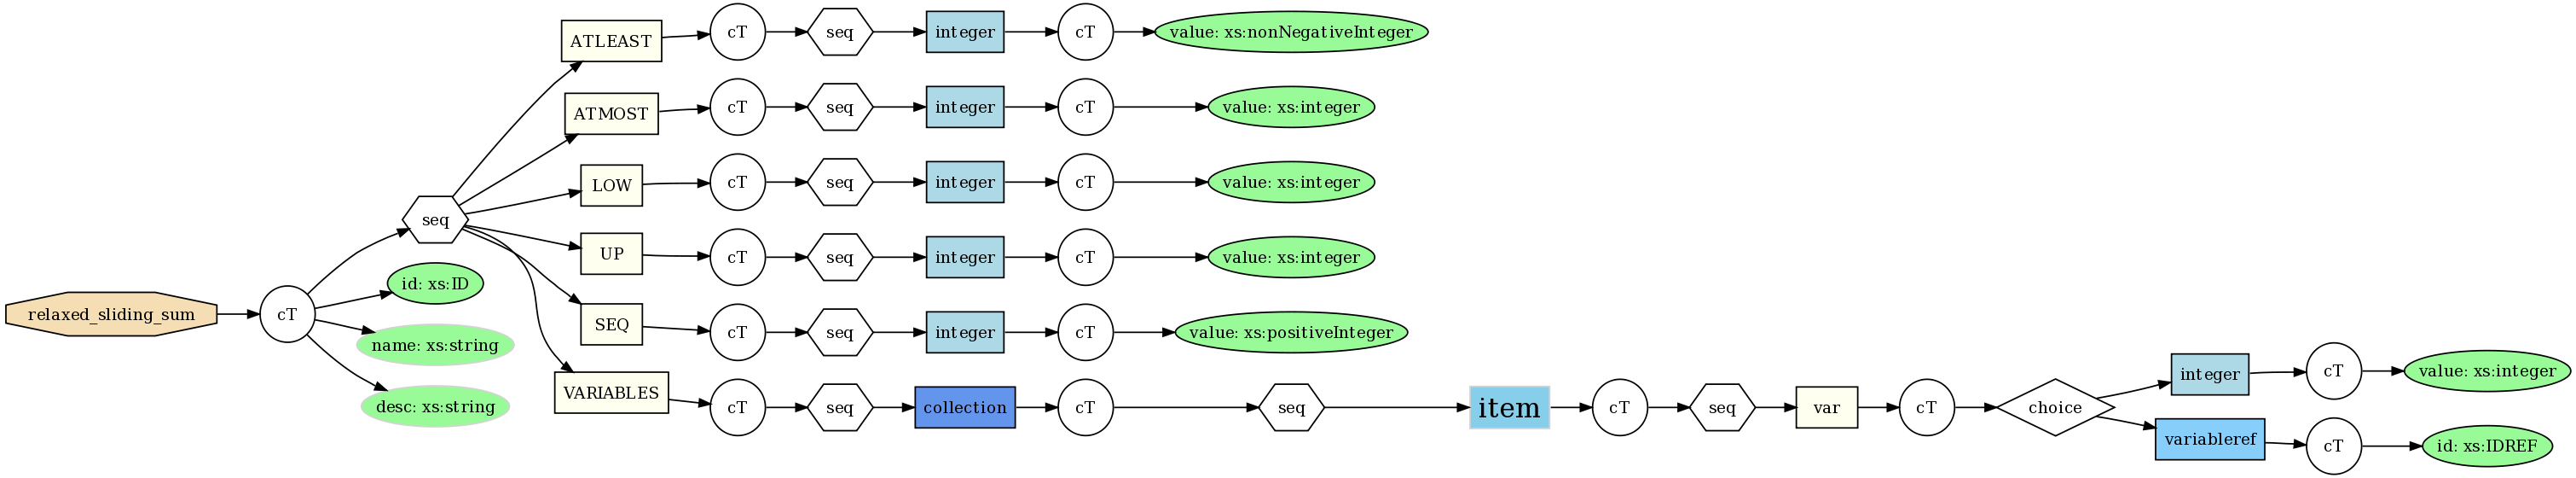 relaxed_sliding_sum
cT
seq
id: xs:ID
name: xs:string
desc: xs:string
ATLEAST
cT
seq
integer
cT
value: xs:nonNegativeInteger
ATMOST
cT
seq
integer
cT
value: xs:integer
LOW
cT
seq
integer
cT
value: xs:integer
UP
cT
seq
integer
cT
value: xs:integer
SEQ
cT
seq
integer
cT
value: xs:positiveInteger
VARIABLES
cT
seq
collection
cT
seq
item
cT
seq
var
cT
choice
integer
cT
value: xs:integer
variableref
cT
id: xs:IDREF